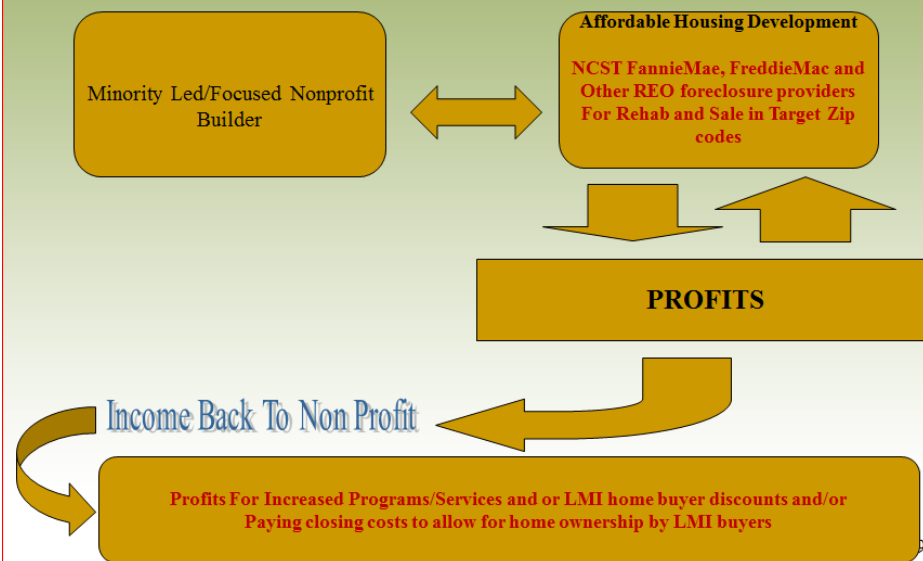 Affordable Housing Development
Minority Led/Focused Nonprofit
Builder
NCST FannieMae, FreddieMac and
Other REO foreclosure providers
For Rehab and Sale in Target Zip
codes
PROFITS
Income Back To Non Profit
Profits For Increased Programs/Services and or LMI home buyer discounts and/or
Paying closing costs to allow for home ownership by LMI buyers